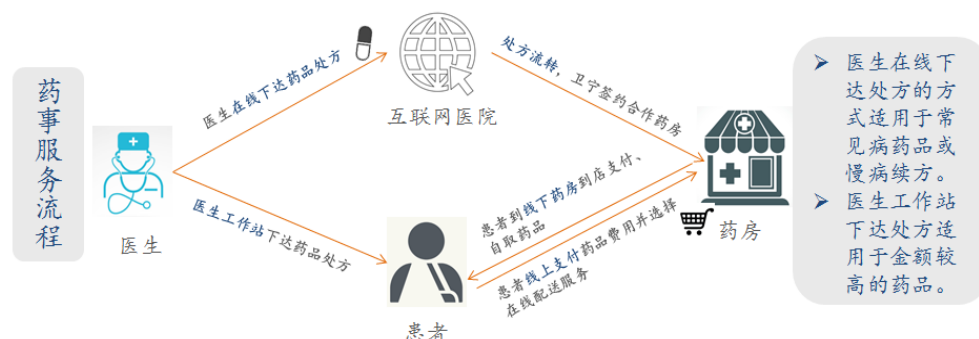 药事服务流程
医生
医生在线下达药品处方
互联网医院
处方流转，卫宁签约合作药房
医生工作站下达药品处方
患者
患者到线下药房到店支付、
自取药品
患者线上支付药品费用并选择
在线配送服务
药房
➢ 医生在线下
达处方的方
式适用于常
见病药品或
慢病续方。
➢ 医生工作站
下达处方适
用于金额较
高的药品。